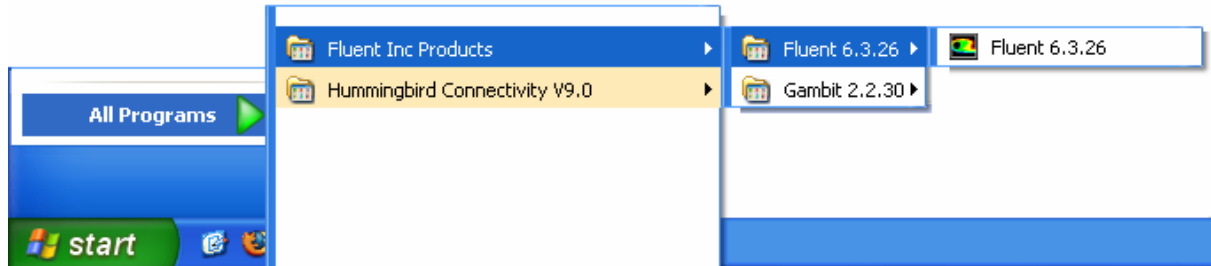 Fluent Inc Products
Fluent 6.3.26
Fluent 6.3.26
Hummingbird Connectivity V9.0
Gambit 2.2.30
All Programs
start